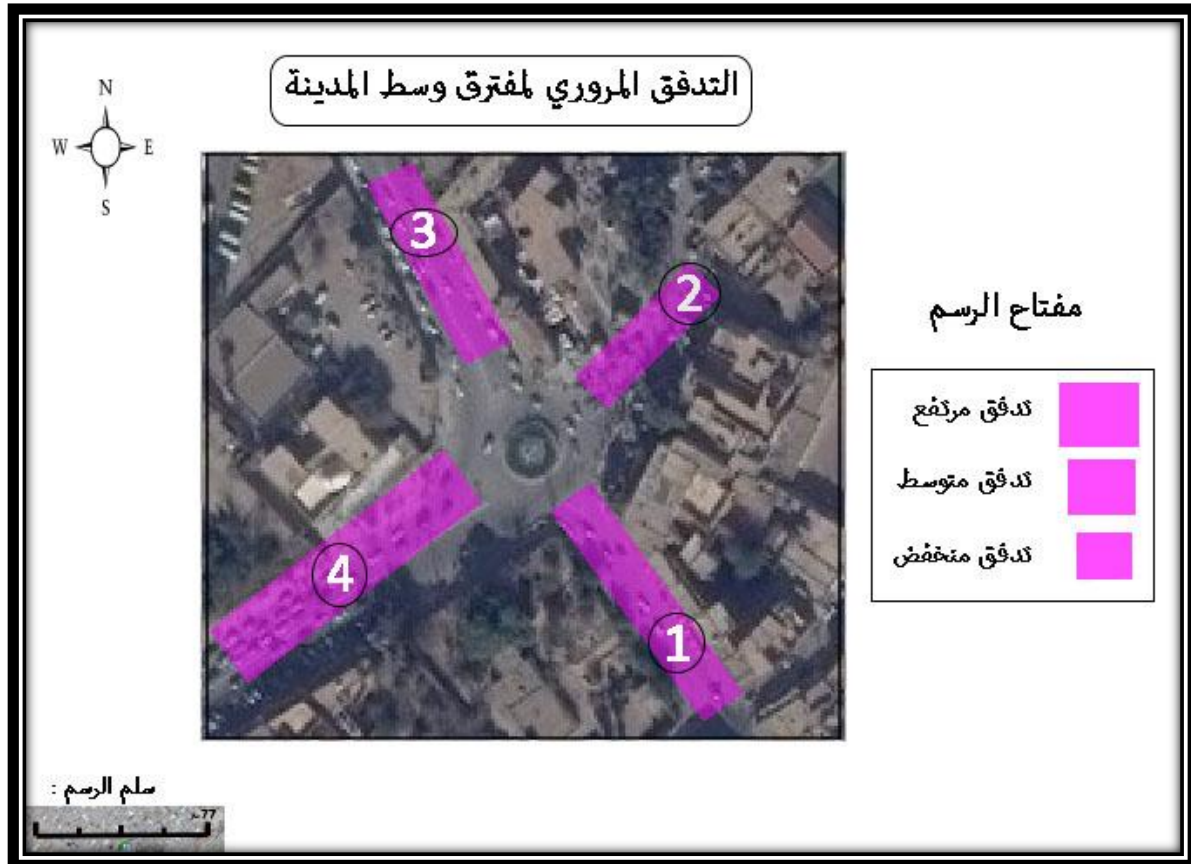 التدفق المروري لمفترق وسط المدينة
N
W E
S
3
2
4
1
مفتاح الرسم
تدفق مرتفع
تدفق متوسط
تدفق منخفض
سلم الرسم :
77م